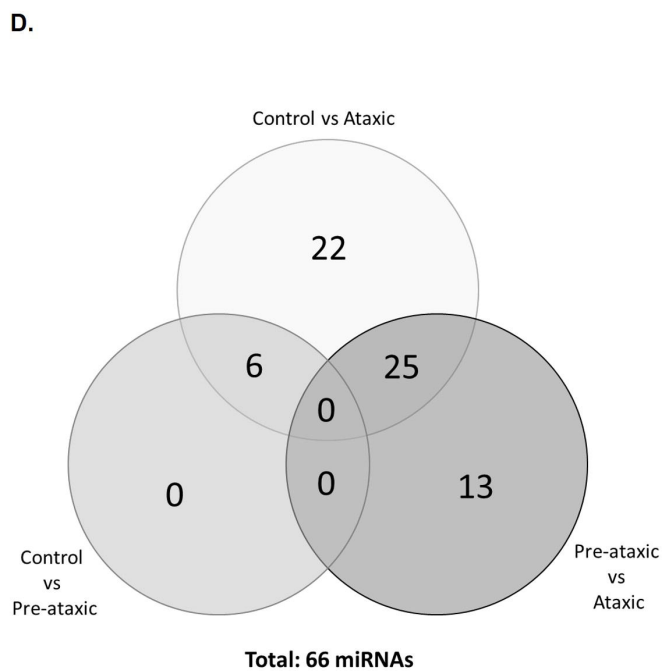 D.
Control vs Ataxic
22
6
25
0
0
0
13
Control
vs
Pre-ataxic
Pre-ataxic
vs
Ataxic
Total: 66 miRNAs